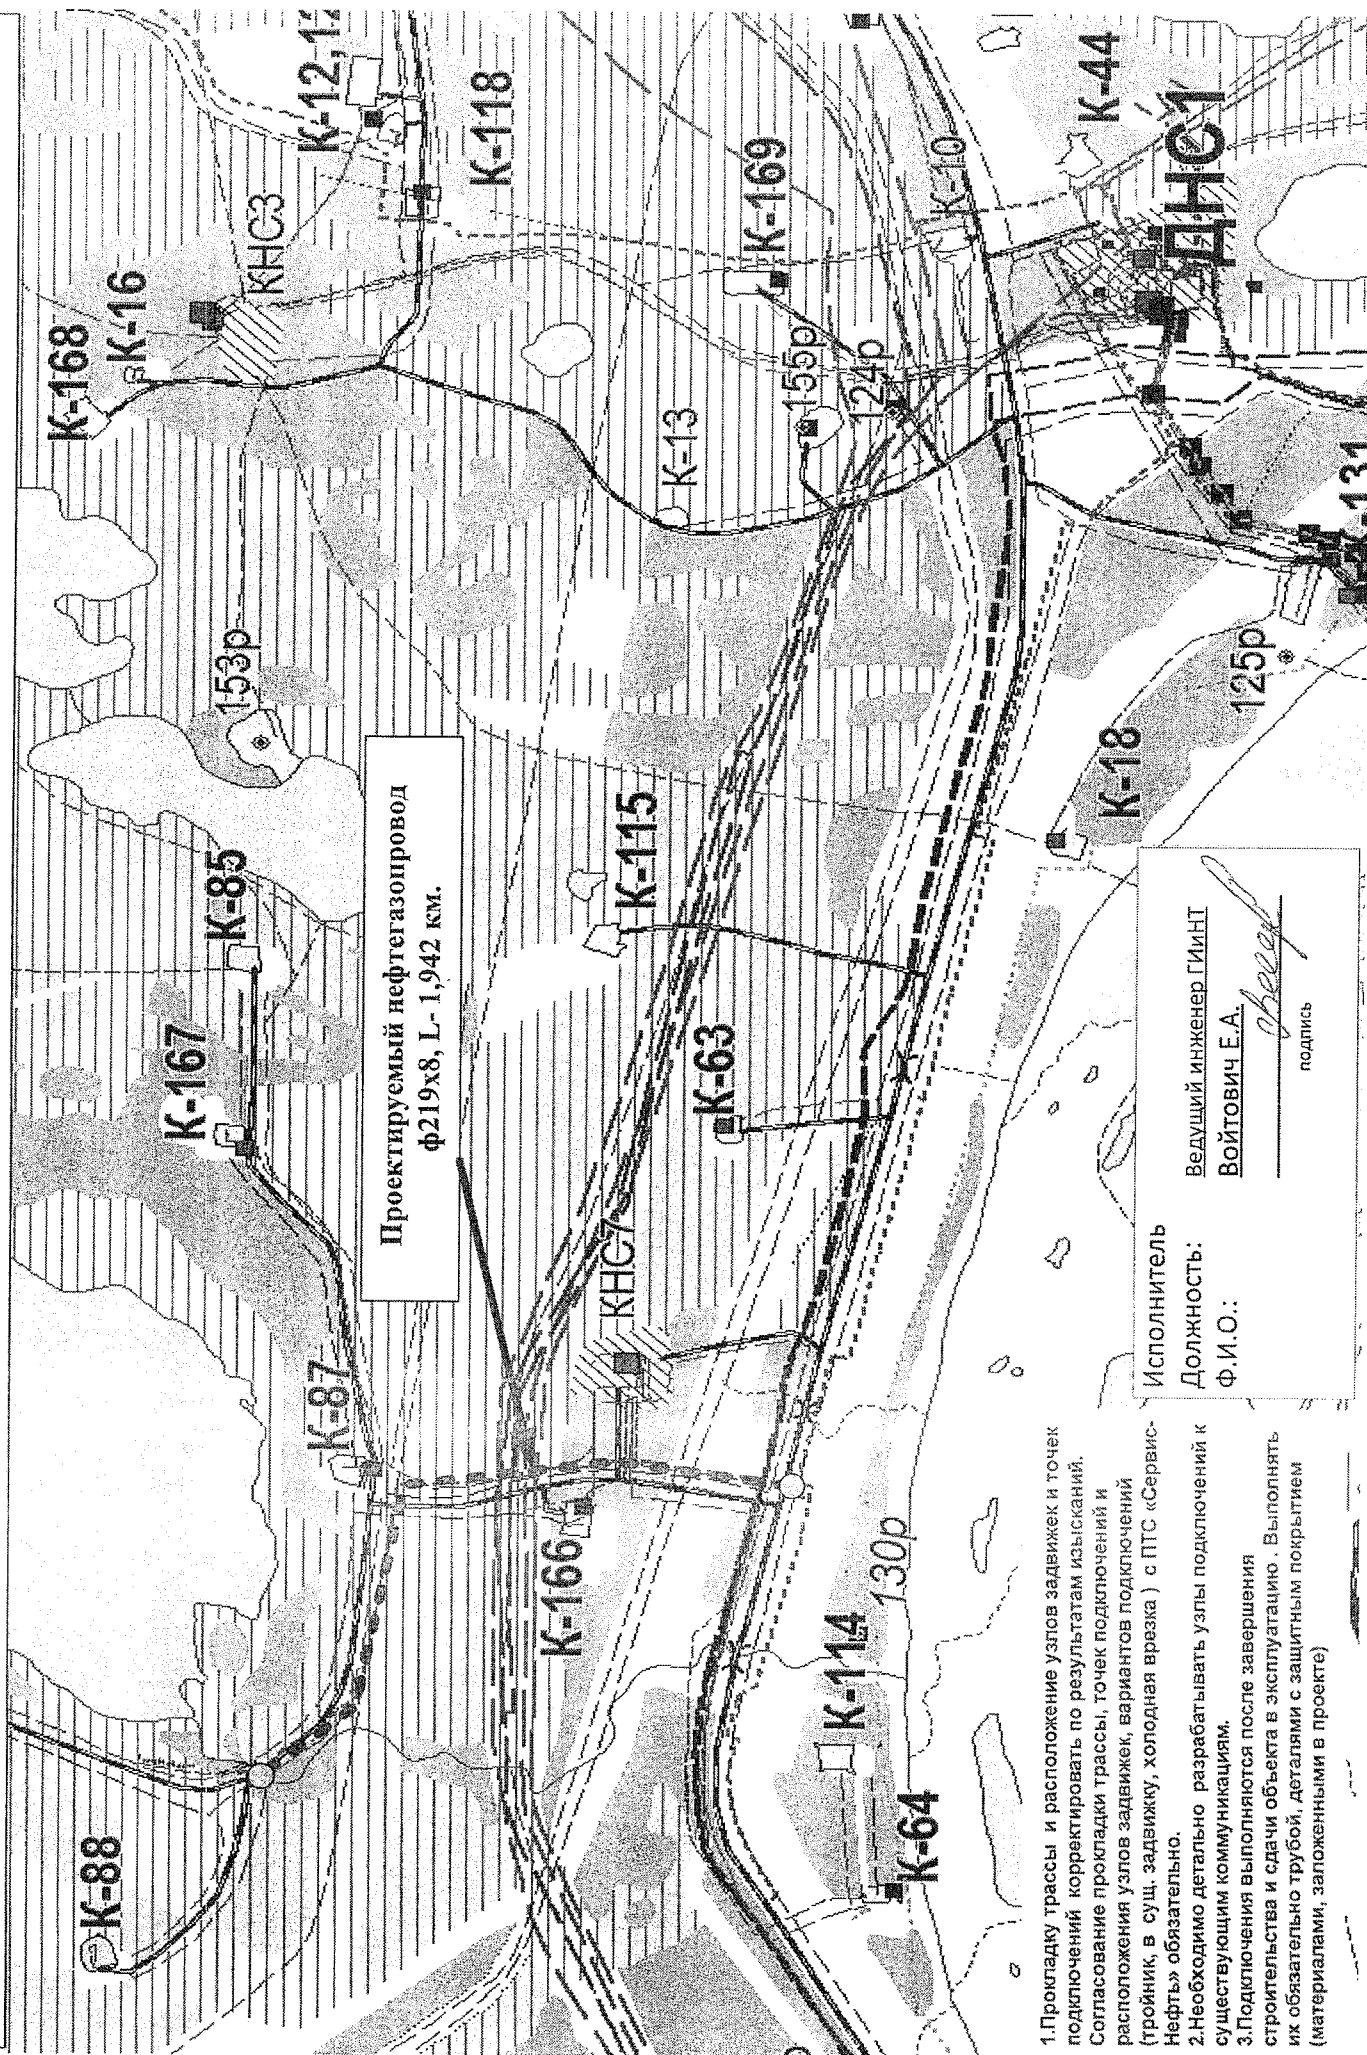 К-12,12
К-118
КНС3
К-16
К-168
К-169
К-10
К-44
ДНС-1
155р
124р
К-13
К-131
153р
125р
К-18
К-85
К-115
К-167
К-63
КНС7
К-87
К-166
130р
К-114
К-64
К-88
Проектируемый нефтегазопровод
ф219х8, L- 1,942 км.
1.Прокладку трассы и расположение узлов задвижек и точек
подключений корректировать по результатам изысканий.
Согласование прокладки трассы, точек подключений и
расположения узлов задвижек, вариантов подключений
(тройник, в сущ. задвижку, холодная врезка ) с ПТС «Сервис-
Нефть» обязательно.
2.Необходимо детально разрабатывать узлы подключений к
существующим коммуникациям.
3.Подключения выполняются после завершения
строительства и сдачи объекта в эксплуатацию . Выполнять
их обязательно трубой, деталями с защитным покрытием
(материалами, заложенными в проекте)
Исполнитель
Должность: Ведущий инженер ГИиНТ
Ф.И.О.: Войтович Е.А.
подпись